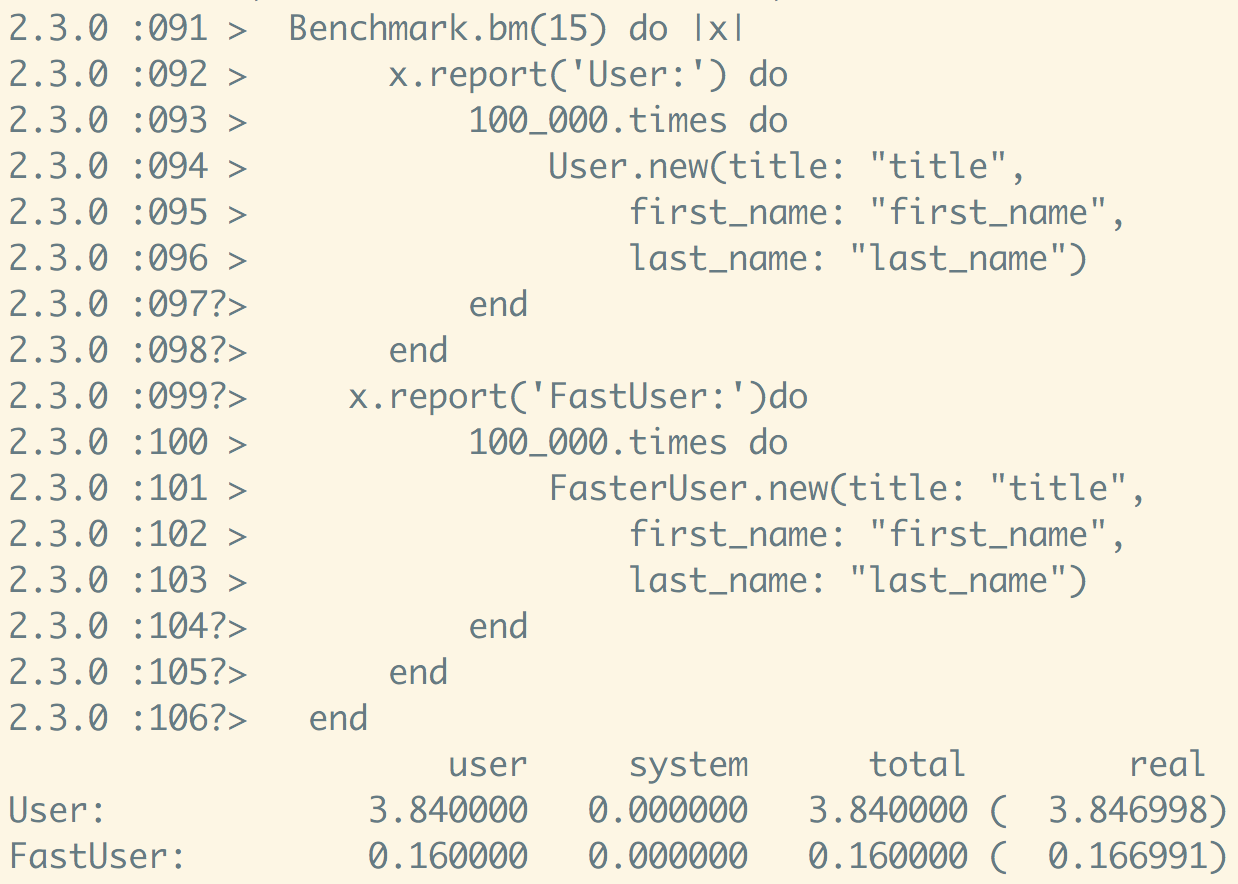 2.3.0 :091 >  Benchmark.bm(15) do |x|
2.3.0 :092 >       x.report('User:') do
2.3.0 :093 >           100_000.times do
2.3.0 :094 >               User.new(title: "title",
2.3.0 :095 >                   first_name: "first_name",
2.3.0 :096 >                   last_name: "last_name")
2.3.0 :097?>           end
2.3.0 :098?>       end
2.3.0 :099?>     x.report('FastUser:')do
2.3.0 :100 >           100_000.times do
2.3.0 :101 >               FasterUser.new(title: "title",
2.3.0 :102 >                   first_name: "first_name",
2.3.0 :103 >                   last_name: "last_name")
2.3.0 :104?>           end
2.3.0 :105?>       end
2.3.0 :106?>   end
                      user     system      total        real
User:             3.840000   0.000000   3.840000 (  3.846998)
FastUser:         0.160000   0.000000   0.160000 (  0.166991)